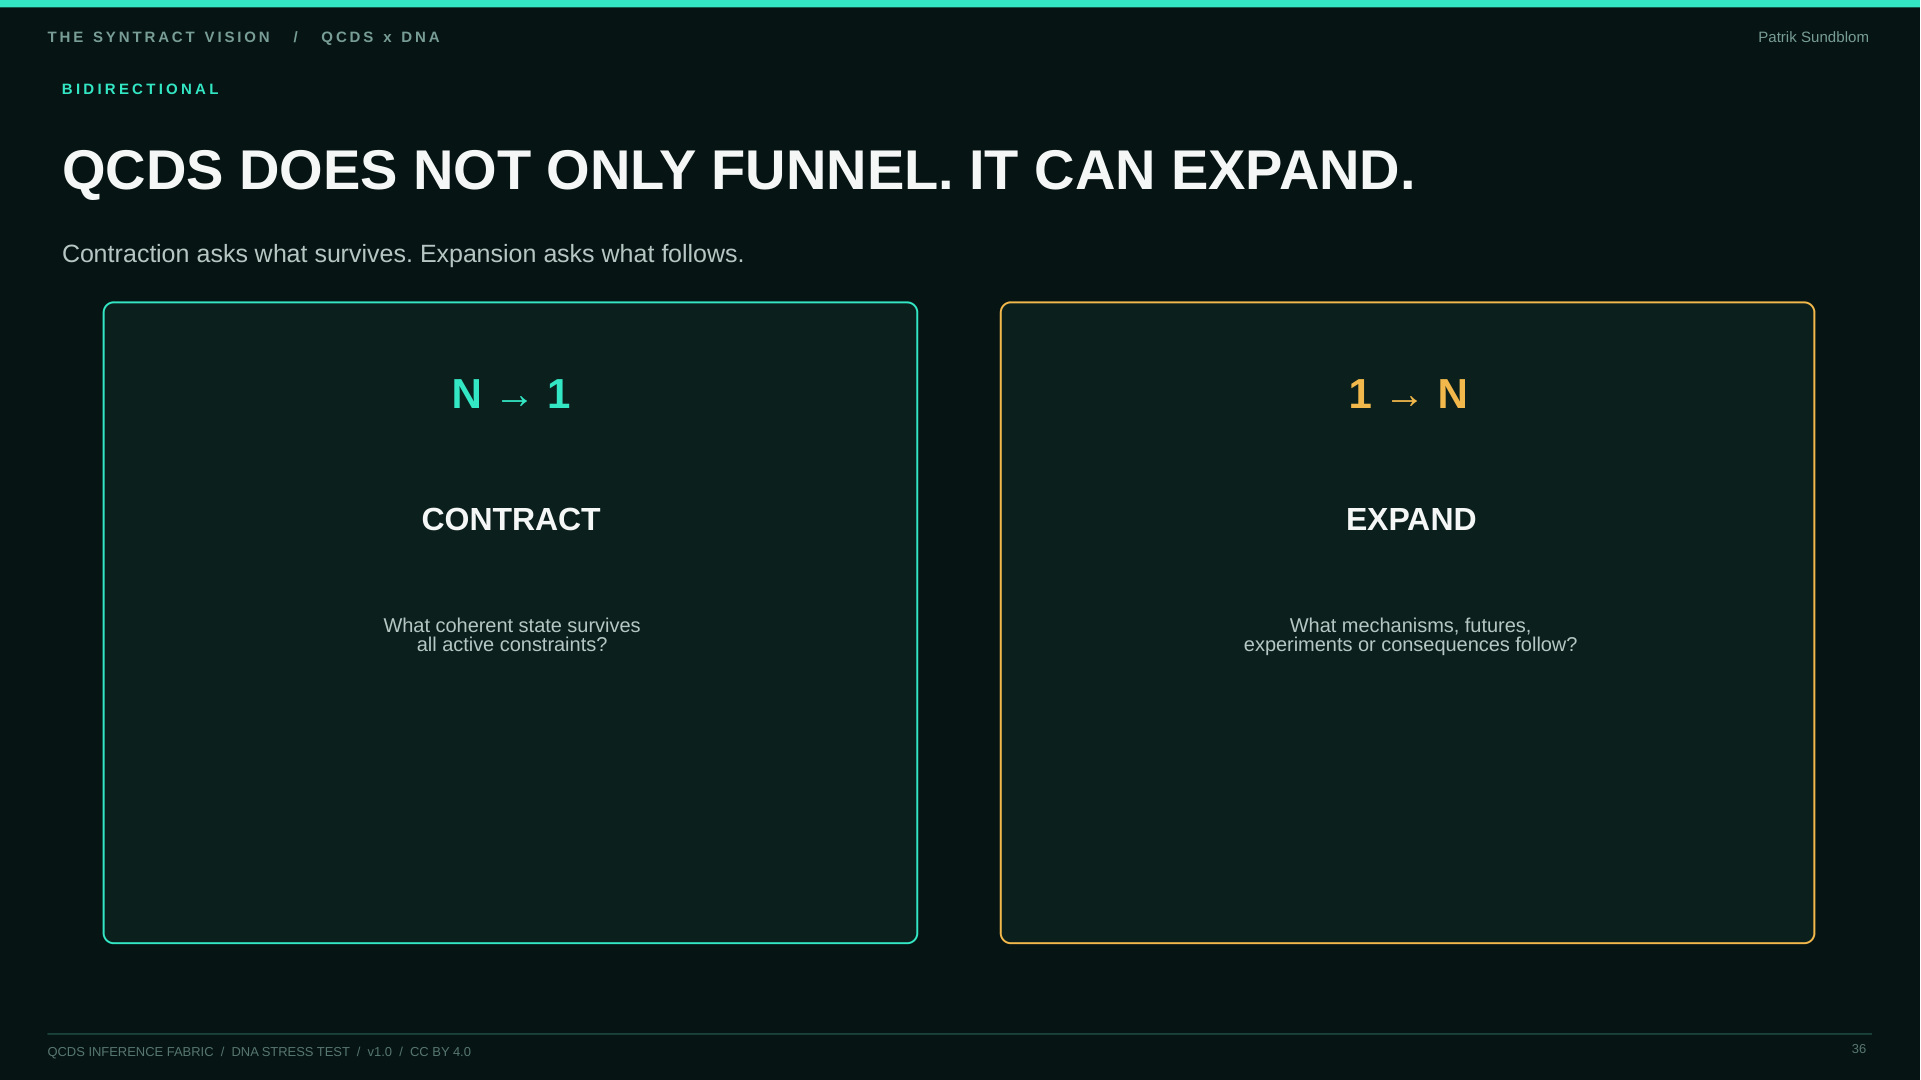 THE SYNTRACT VISION / QCDS x DNA
Patrik Sundblom
BIDIRECTIONAL
QCDS DOES NOT ONLY FUNNEL. IT CAN EXPAND.
Contraction asks what survives. Expansion asks what follows.
N → 1
CONTRACT
What coherent state survives
all active constraints?
1 → N
EXPAND
What mechanisms, futures,
experiments or consequences follow?
QCDS INFERENCE FABRIC / DNA STRESS TEST / v1.0 / CC BY 4.0
36